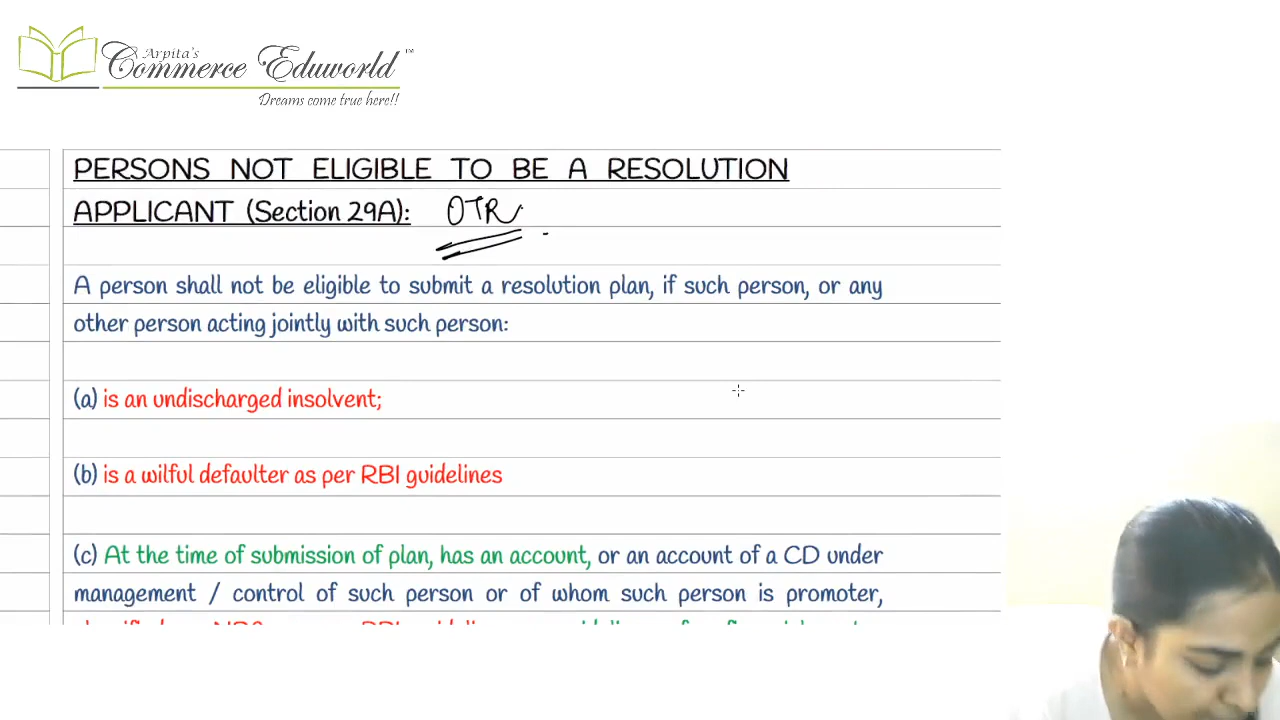 Arpita's
Commerce Eduworld™
Dreams come true here!!
PERSONS NOT ELIGIBLE TO BE A RESOLUTION
APPLICANT (Section 29A): OTR
A person shall not be eligible to submit a resolution plan, if such person, or any
other person acting jointly with such person:
(a) is an undischarged insolvent;
(b) is a wilful defaulter as per RBI guidelines
(c) At the time of submission of plan, has an account, or an account of a CD under
management / control of such person or of whom such person is promoter,